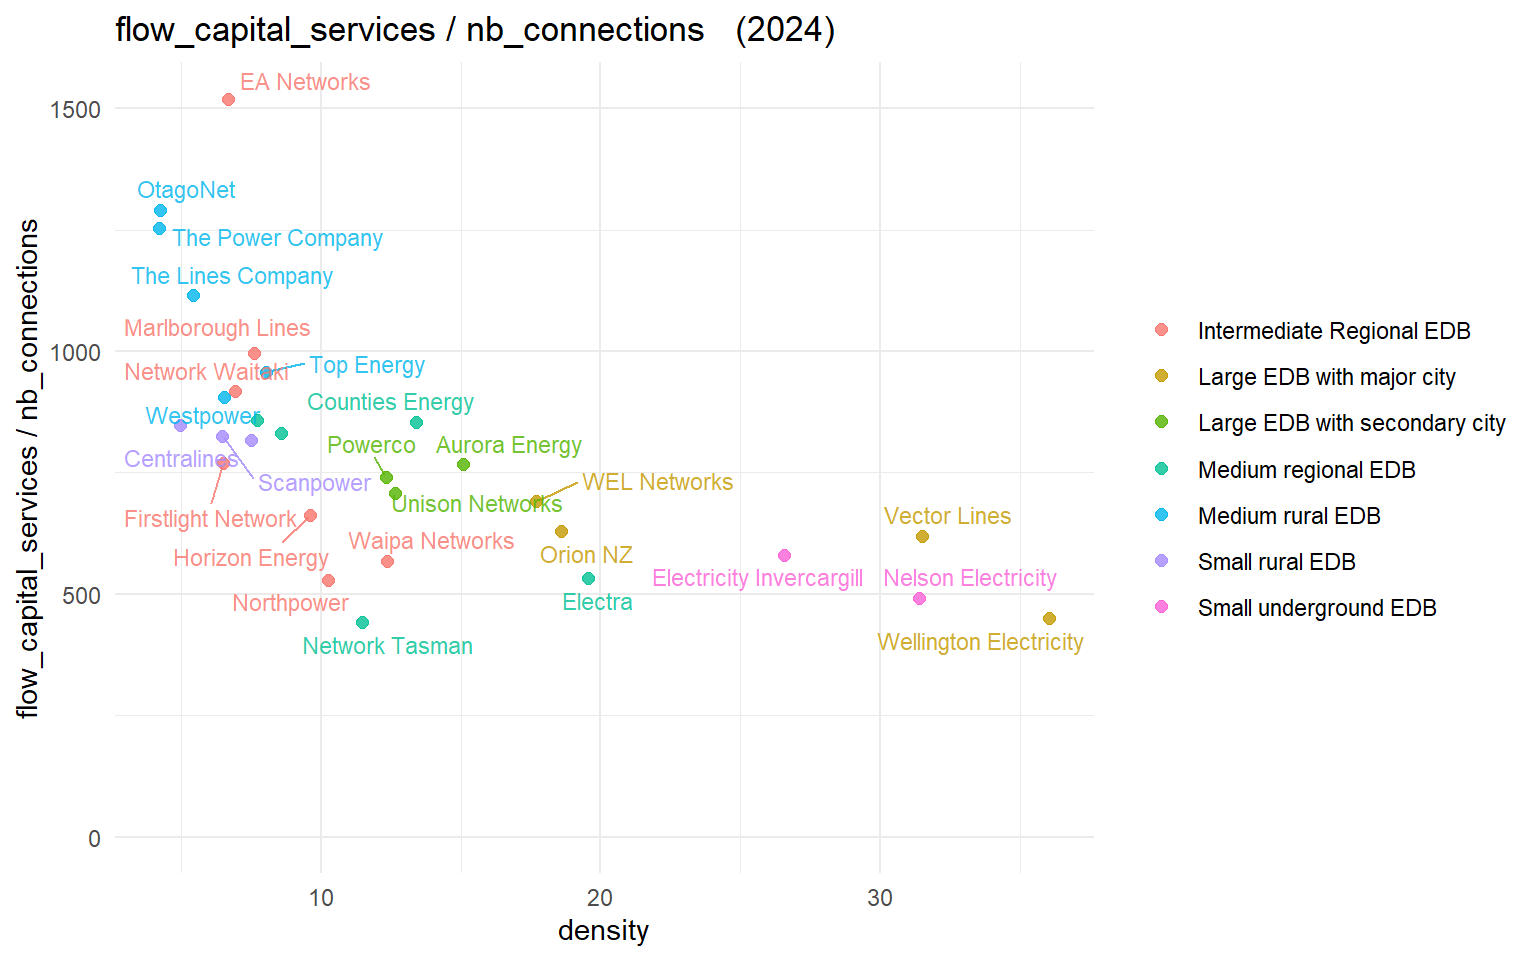 flow_capital_services / nb_connections   (2024)
flow_capital_services / nb_connections
1500
1000
500
0
EA Networks
OtagoNet
The Power Company
The Lines Company
Marlborough Lines
Top Energy
Network Waitaki
Counties Energy
Westpower
Powerco
Aurora Energy
Centralines
Scanpower
WEL Networks
Unison Networks
Firstlight Network
Vector Lines
Waipa Networks
Horizon Energy
Orion NZ
Electricity Invercargill
Nelson Electricity
Northpower
Electra
Wellington Electricity
Network Tasman
10
20
30
density
Intermediate Regional EDB
Large EDB with major city
Large EDB with secondary city
Medium regional EDB
Medium rural EDB
Small rural EDB
Small underground EDB